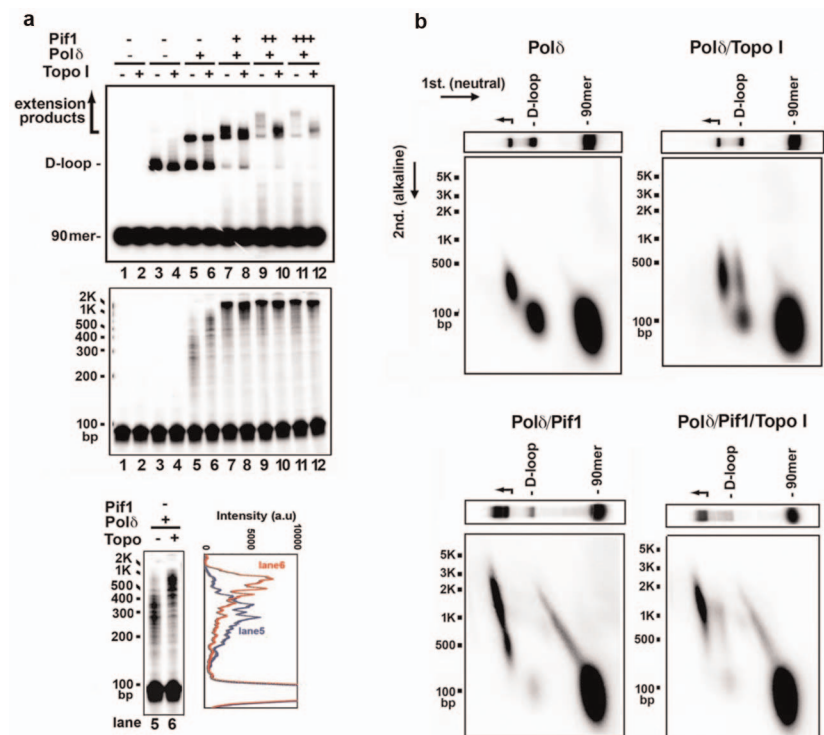 a
Pif1 - - - + ++ +++
Polδ - - + + + +
Topo I - + - + - + - + - + - +
extension
products
D-loop -
90mer-
1 2 3 4 5 6 7 8 9 10 11 12
2K
1K
500
400
300
200
100
bp
1 2 3 4 5 6 7 8 9 10 11 12
Pif1 -
Polδ +
Topo - +
2K
1K
500
400
300
200
100
bp
lane 5 6
Intensity (a.u)
0 5000 10000
lane6
lane5
b
Polδ
1st. (neutral)
- D-loop
- 90mer
2nd. (alkaline)
5K
3K
2K
1K
500
100
bp
Polδ/Topo I
- D-loop
- 90mer
5K
3K
2K
1K
500
100
bp
Polδ/Pif1
- D-loop
- 90mer
5K
3K
2K
1K
500
100
bp
Polδ/Pif1/Topo I
- D-loop
- 90mer
5K
3K
2K
1K
500
100
bp